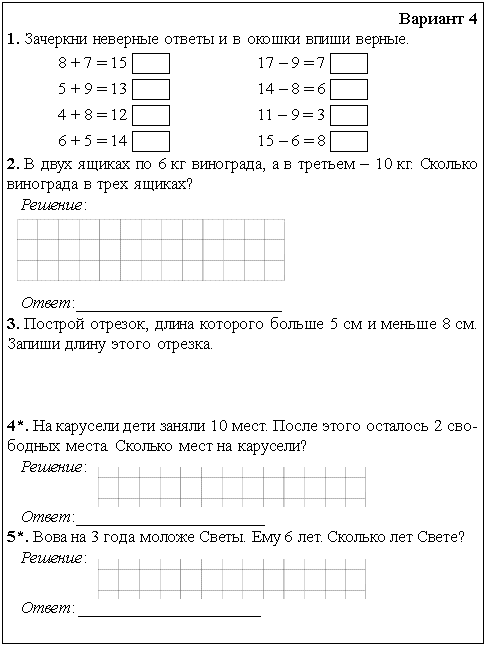 Вариант 4
1. Зачеркни неверные ответы и в окошки впиши верные.
8 + 7 = 15 17 – 9 = 7
5 + 9 = 13 14 – 8 = 6
4 + 8 = 12 11 – 9 = 3
6 + 5 = 14 15 – 6 = 8
2. В двух ящиках по 6 кг винограда, а в третьем – 10 кг. Сколько
винограда в трех ящиках?
Решение:
Ответ:
3. Построй отрезок, длина которого больше 5 см и меньше 8 см.
Запиши длину этого отрезка.
4*. На карусели дети заняли 10 мест. После этого осталось 2 сво-
бодных места. Сколько мест на карусели?
Решение:
Ответ:
5*. Вова на 3 года моложе Светы. Ему 6 лет. Сколько лет Свете?
Решение:
Ответ: